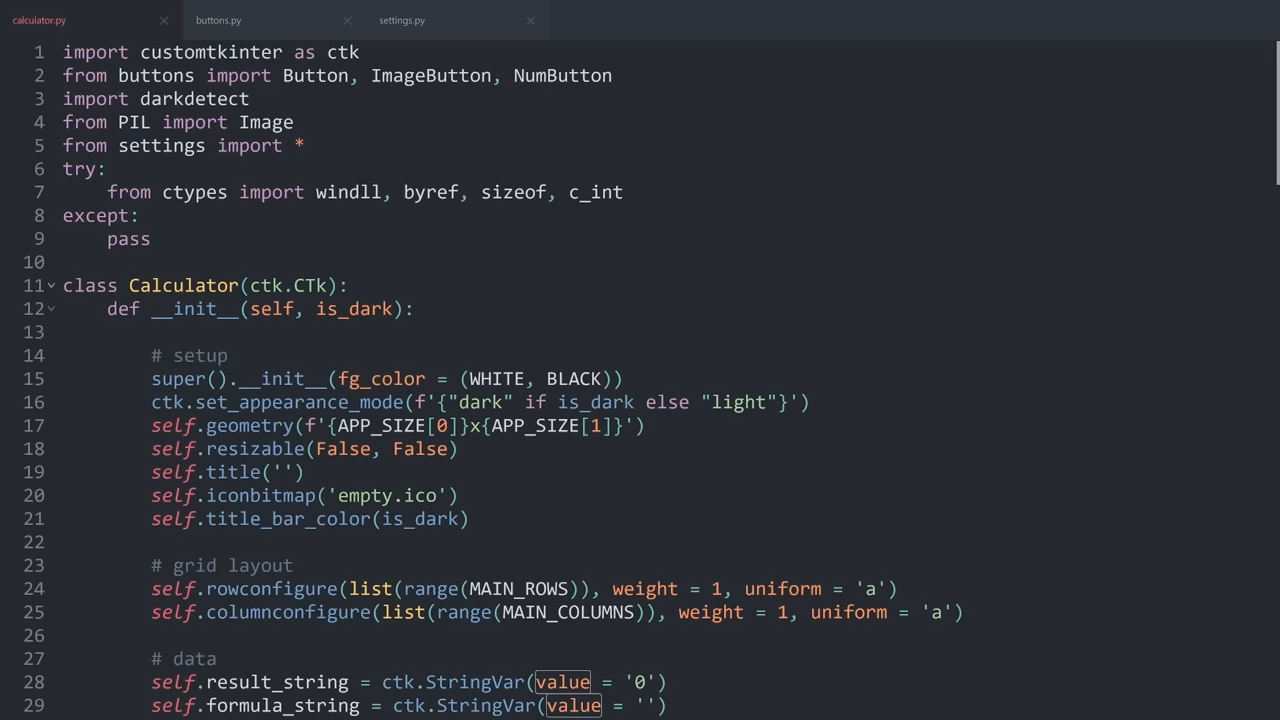 calculator.py × buttons.py × settings.py ×
1 import customtkinter as ctk
2 from buttons import Button, ImageButton, NumButton
3 import darkdetect
4 from PIL import Image
5 from settings import *
6 try:
7     from ctypes import windll, byref, sizeof, c_int
8 except:
9     pass
10
11 class Calculator(ctk.CTk):
12     def __init__(self, is_dark):
13
14         # setup
15         super().__init__(fg_color = (WHITE, BLACK))
16         ctk.set_appearance_mode(f'{"dark" if is_dark else "light"}')
17         self.geometry(f'{APP_SIZE[0]}x{APP_SIZE[1]}')
18         self.resizable(False, False)
19         self.title('')
20         self.iconbitmap('empty.ico')
21         self.title_bar_color(is_dark)
22
23         # grid layout
24         self.rowconfigure(list(range(MAIN_ROWS)), weight = 1, uniform = 'a')
25         self.columnconfigure(list(range(MAIN_COLUMNS)), weight = 1, uniform = 'a')
26
27         # data
28         self.result_string = ctk.StringVar(value = '0')
29         self.formula_string = ctk.StringVar(value = '')